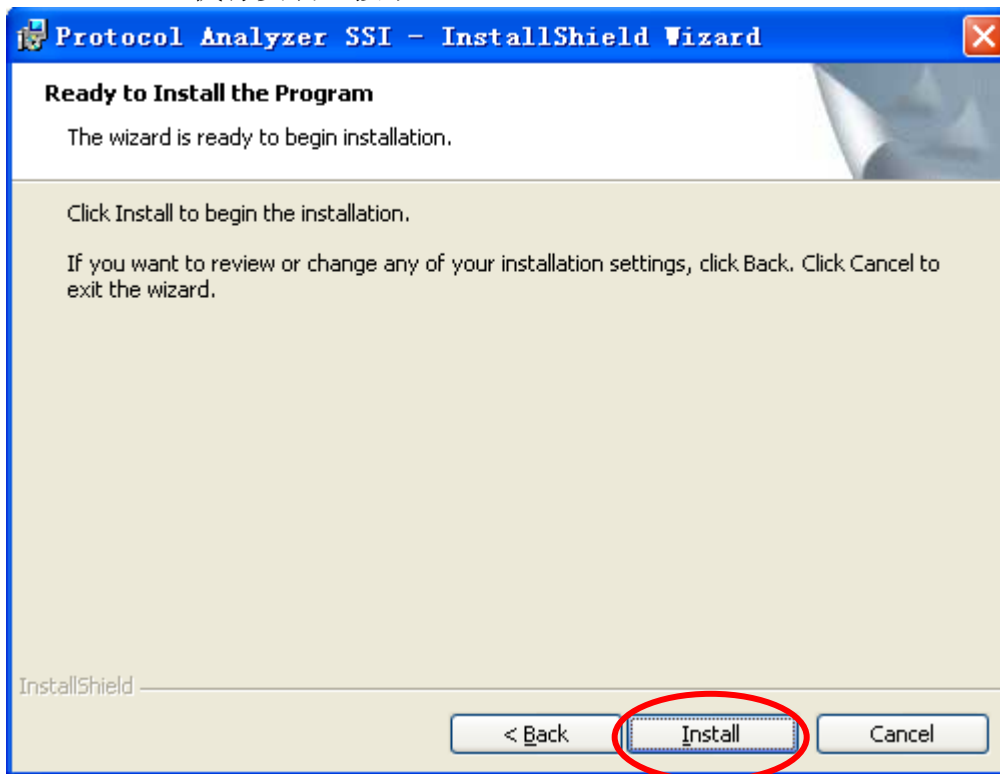 Protocol Analyzer SSI - InstallShield Wizard
Ready to Install the Program
The wizard is ready to begin installation.
Click Install to begin the installation.
If you want to review or change any of your installation settings, click Back. Click Cancel to
exit the wizard.
InstallShield
< Back Install Cancel